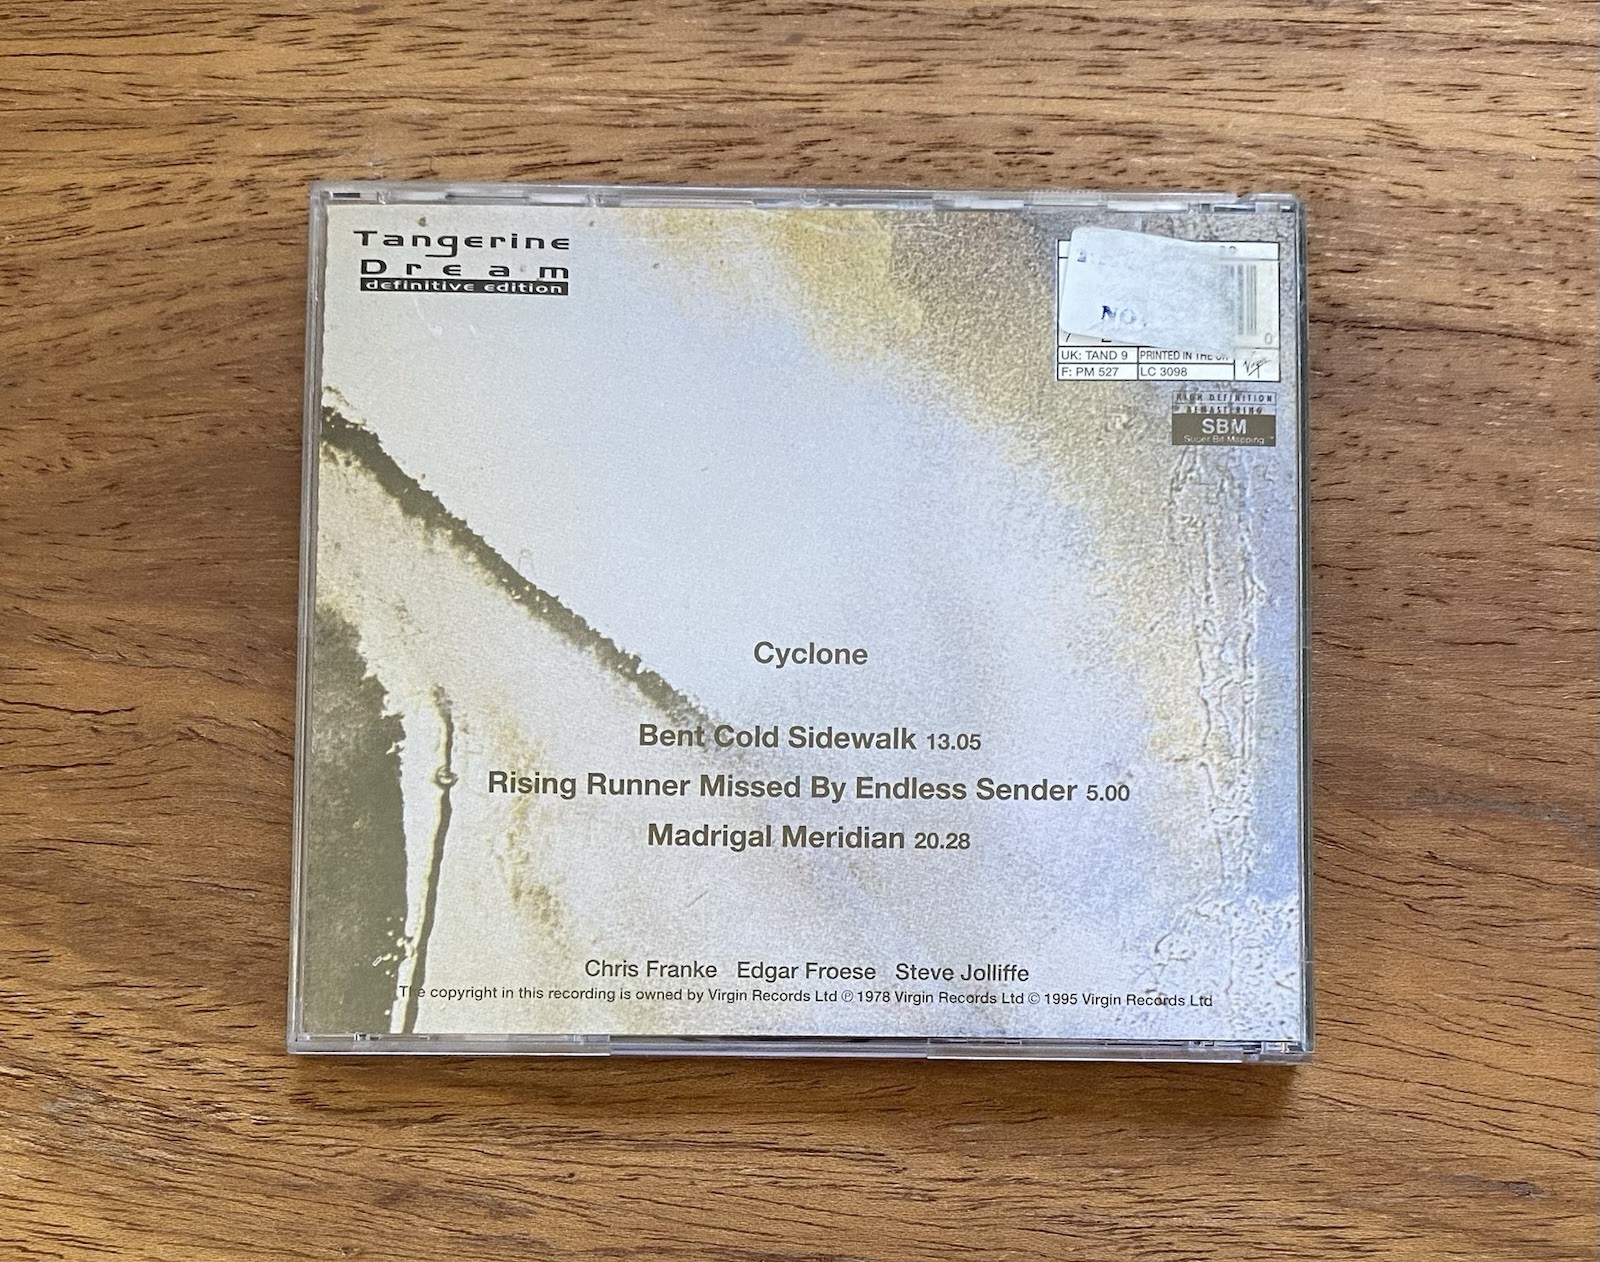 Tangerine
Dream
definitive edition
NO.
0
UK: TAND 9
PRINTED IN THE UK
F: PM 527
LC 3098
Virgin
HIGH DEFINITION
REMASTERING
SBM
Super Bit Mapping
Cyclone
Bent Cold Sidewalk 13.05
Rising Runner Missed By Endless Sender 5.00
Madrigal Meridian 20.28
Chris Franke Edgar Froese Steve Jolliffe
The copyright in this recording is owned by Virgin Records Ltd ℗ 1978 Virgin Records Ltd © 1995 Virgin Records Ltd